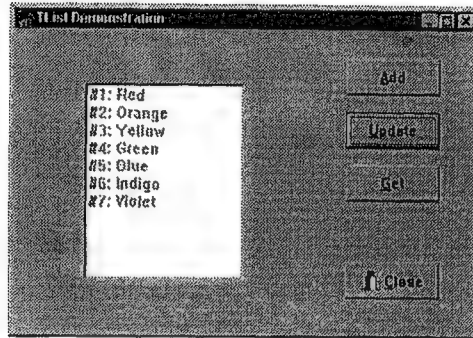 TList Demonstration
#1: Red
#2: Orange
#3: Yellow
#4: Green
#5: Blue
#6: Indigo
#7: Violet
Add
Update
Get
Close